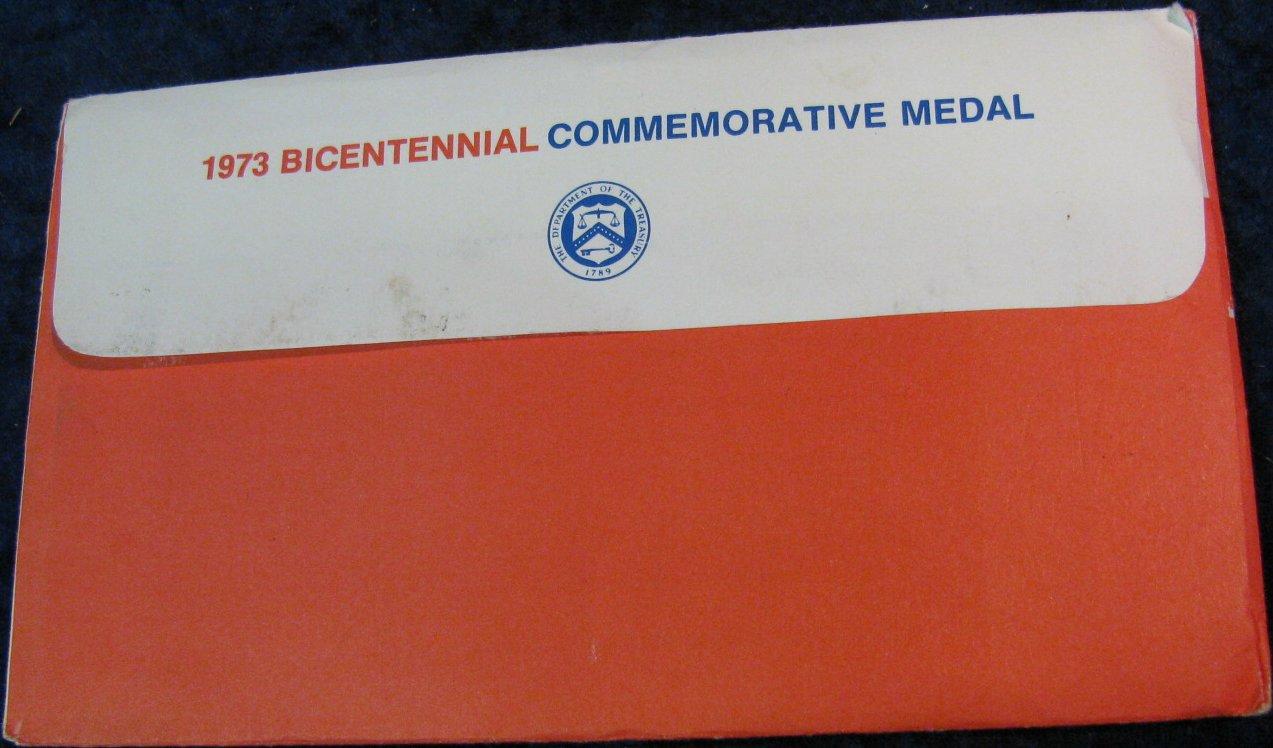 1973 BICENTENNIAL COMMEMORATIVE MEDAL
THE DEPARTMENT OF THE TREASURY
1789